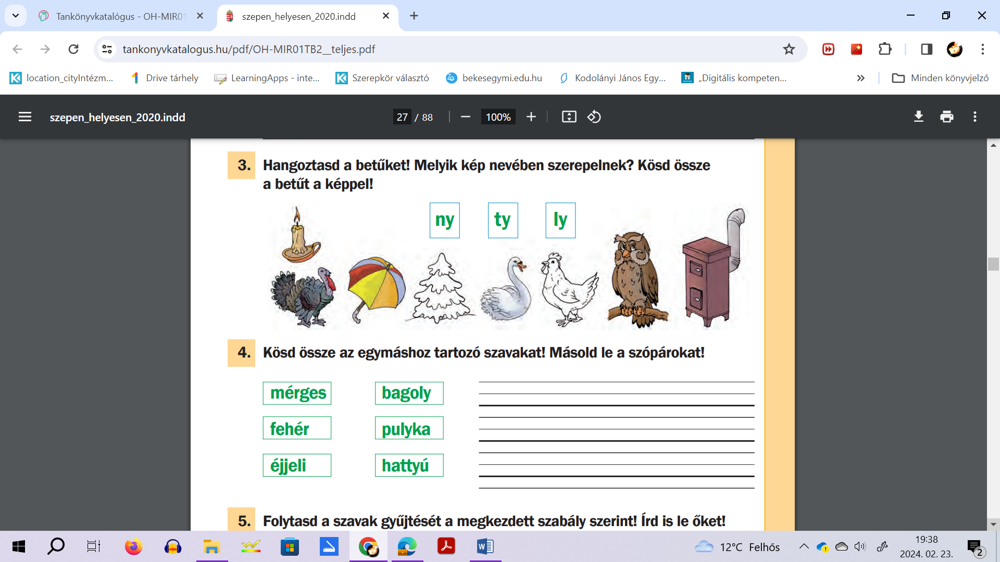 Tankönyvkatalógus - OH-MIR01
szepen_helyesen_2020.indd
tankonyvkatalogus.hu/pdf/OH-MIR01TB2__teljes.pdf
location_cityIntézm...
Drive tárhely
LearningApps - inte...
Szerepkör választó
bekesegymi.edu.hu
Kodolányi János Egy...
„Digitális kompeten...
Minden könyvjelző
szepen_helyesen_2020.indd
27 / 88
100%
3. Hangoztasd a betűket! Melyik kép nevében szerepelnek? Kösd össze
a betűt a képpel!
ny ty ly
4. Kösd össze az egymáshoz tartozó szavakat! Másold le a szópárokat!
mérges bagoly
fehér pulyka
éjjeli hattyú
5. Folytasd a szavak gyűjtését a megkezdett szabály szerint! Írd is le őket!
12°C Felhős
19:38
2024. 02. 23.
2